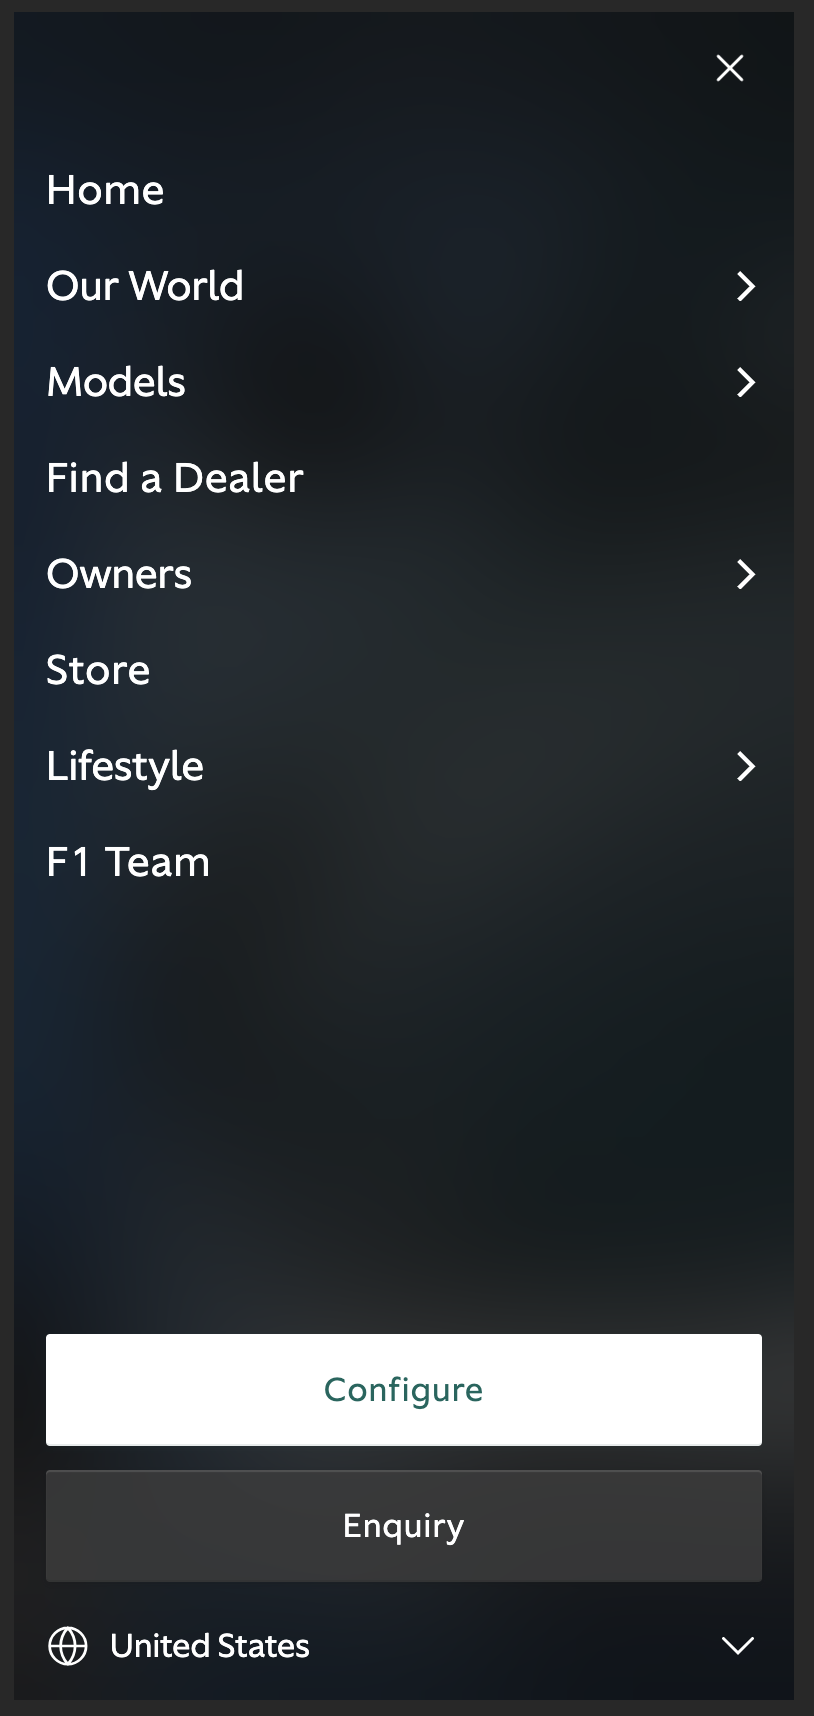 Home
Our World
Models
Find a Dealer
Owners
Store
Lifestyle
F1 Team
Configure
Enquiry
United States